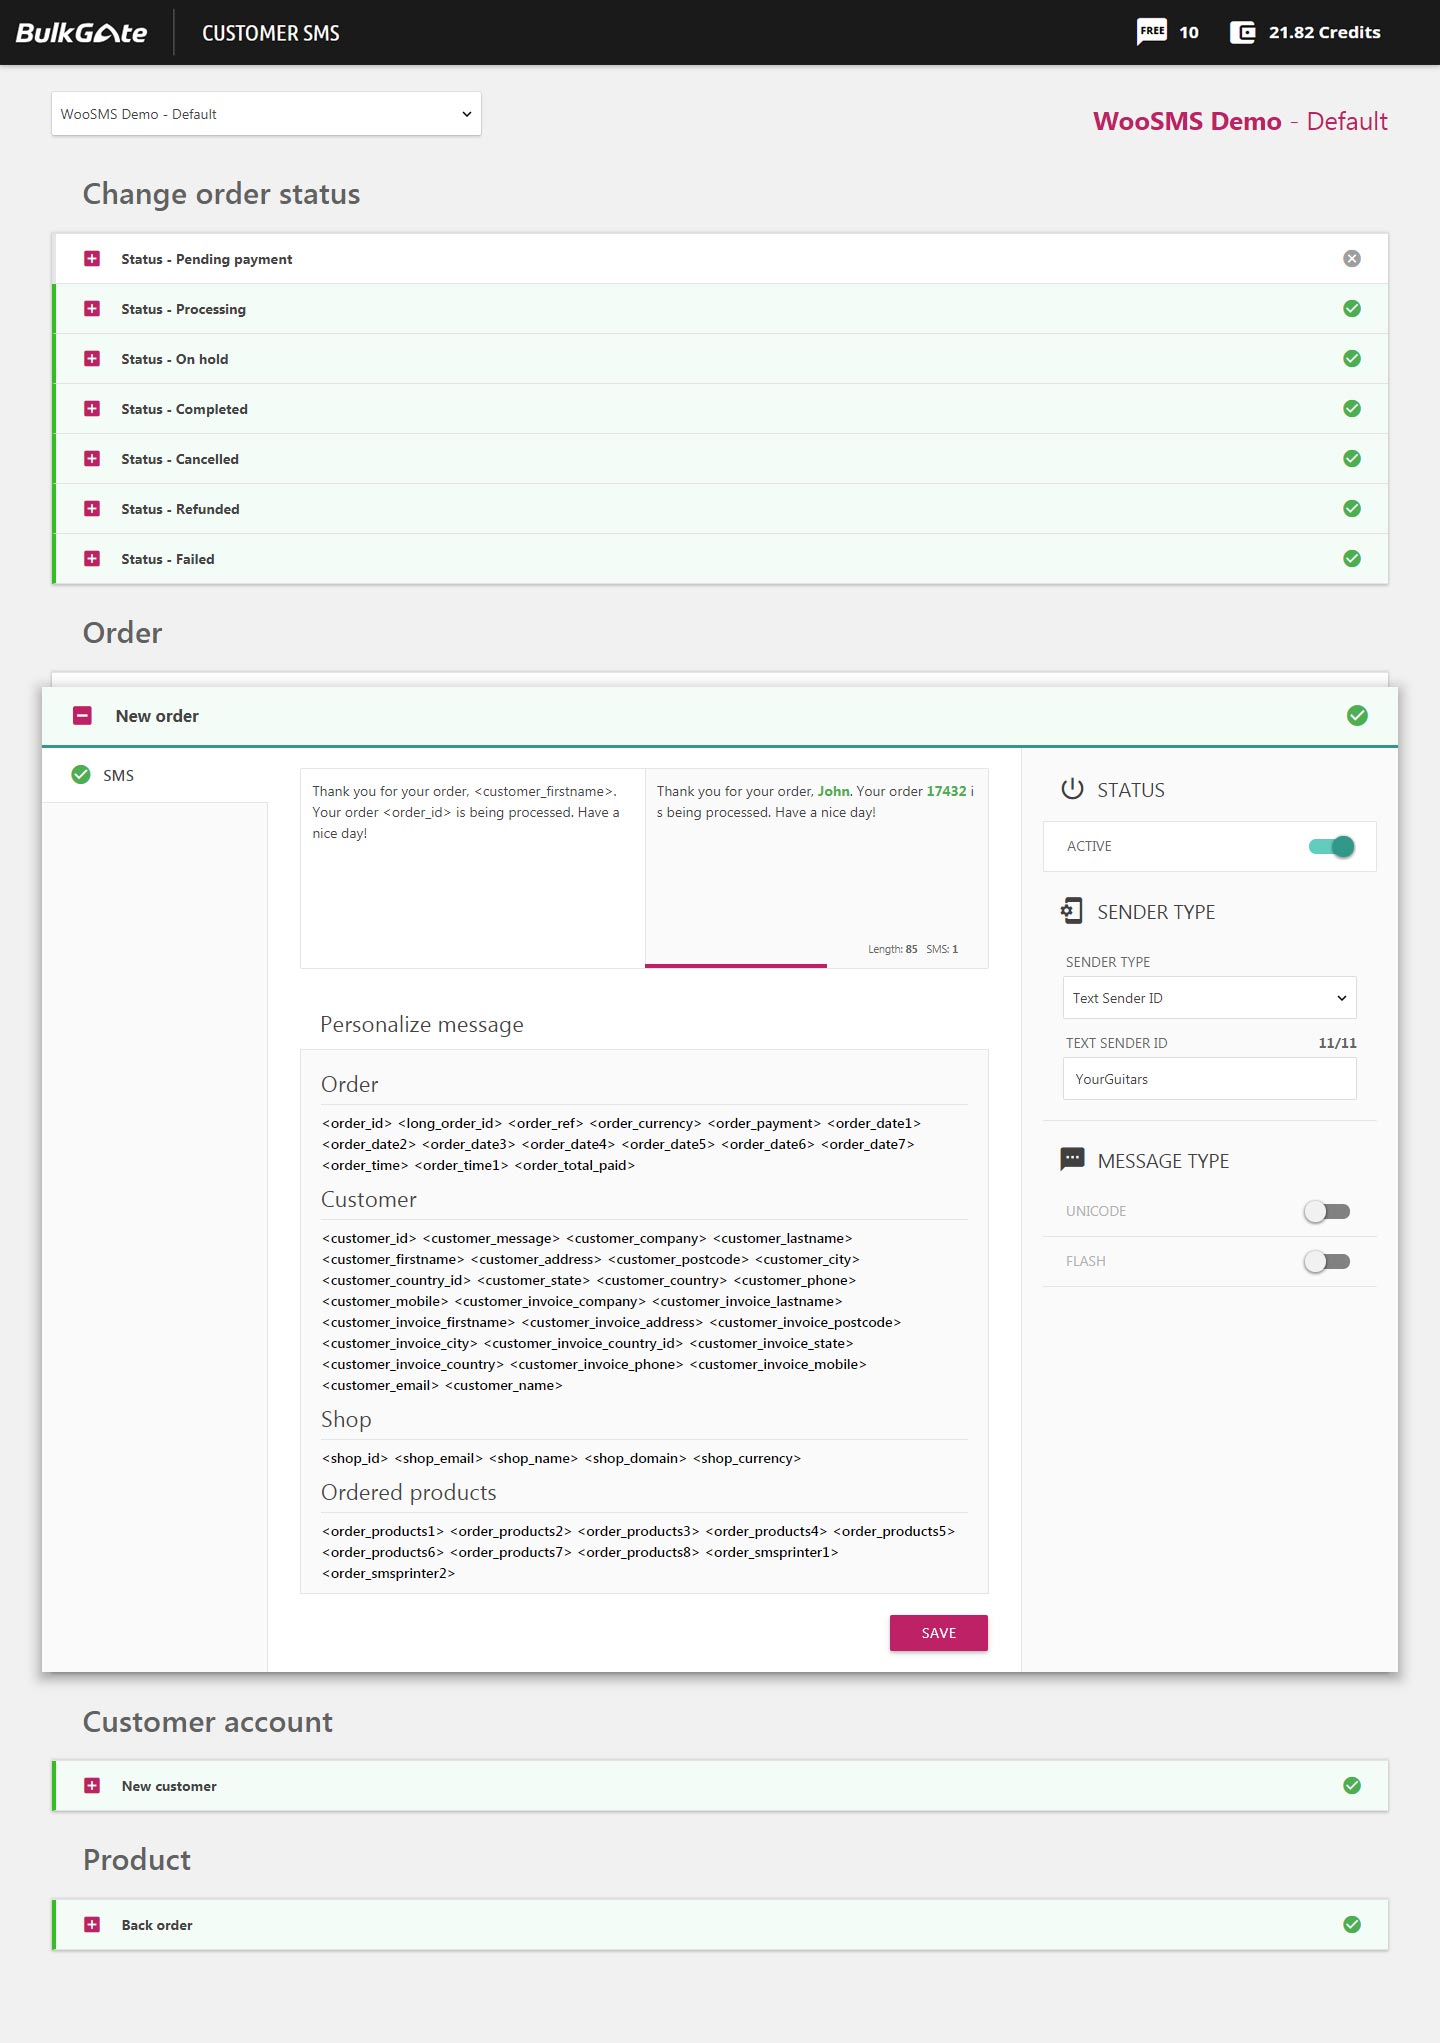 BulkGate
CUSTOMER SMS
FREE
10
21.82 Credits
WooSMS Demo - Default
WooSMS Demo - Default
Change order status
Status - Pending payment
Status - Processing
Status - On hold
Status - Completed
Status - Cancelled
Status - Refunded
Status - Failed
Order
New order
SMS
Thank you for your order, <customer_firstname>.
Your order <order_id> is being processed. Have a
nice day!
Thank you for your order, John. Your order 17432 i
s being processed. Have a nice day!
Length: 85 SMS: 1
Personalize message
Order
<order_id> <long_order_id> <order_ref> <order_currency> <order_payment> <order_date1>
<order_date2> <order_date3> <order_date4> <order_date5> <order_date6> <order_date7>
<order_time> <order_time1> <order_total_paid>
Customer
<customer_id> <customer_message> <customer_company> <customer_lastname>
<customer_firstname> <customer_address> <customer_postcode> <customer_city>
<customer_country_id> <customer_state> <customer_country> <customer_phone>
<customer_mobile> <customer_invoice_company> <customer_invoice_lastname>
<customer_invoice_firstname> <customer_invoice_address> <customer_invoice_postcode>
<customer_invoice_city> <customer_invoice_country_id> <customer_invoice_state>
<customer_invoice_country> <customer_invoice_phone> <customer_invoice_mobile>
<customer_email> <customer_name>
Shop
<shop_id> <shop_email> <shop_name> <shop_domain> <shop_currency>
Ordered products
<order_products1> <order_products2> <order_products3> <order_products4> <order_products5>
<order_products6> <order_products7> <order_products8> <order_smsprinter1>
<order_smsprinter2>
SAVE
STATUS
ACTIVE
SENDER TYPE
SENDER TYPE
Text Sender ID
TEXT SENDER ID 11/11
YourGuitars
MESSAGE TYPE
UNICODE
FLASH
Customer account
New customer
Product
Back order